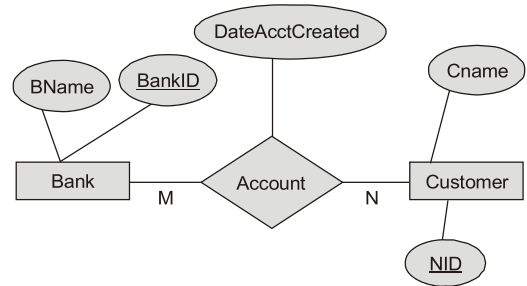 DateAcctCreated
BName
BankID
Cname
Bank
M
Account
N
Customer
NID